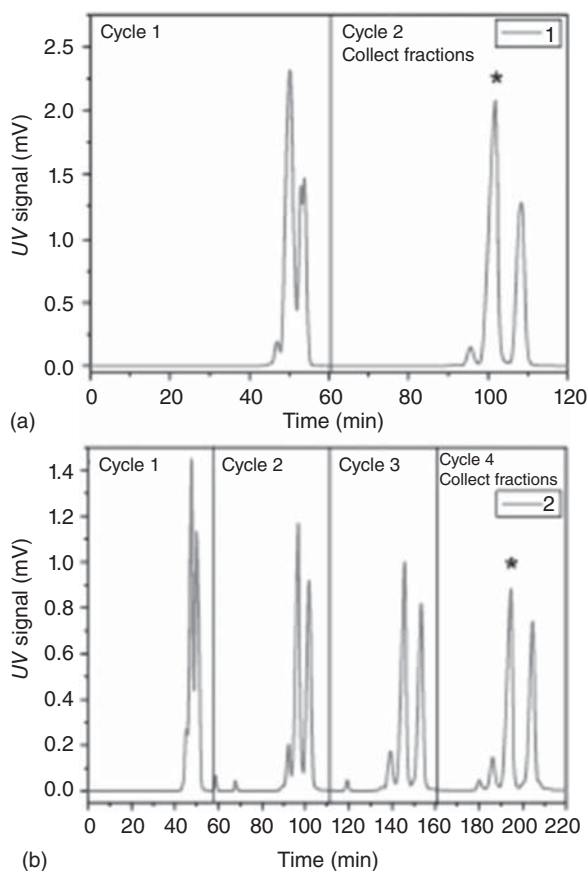 Cycle 1
Cycle 2
Collect fractions
1
*
UV signal (mV)
2.5
2.0
1.5
1.0
0.5
0.0
0 20 40 60 80 100 120
Time (min)
(a)
Cycle 1
Cycle 2
Cycle 3
Cycle 4
Collect fractions
2
*
UV signal (mV)
1.4
1.2
1.0
0.8
0.6
0.4
0.2
0.0
0 20 40 60 80 100 120 140 160 180 200 220
Time (min)
(b)